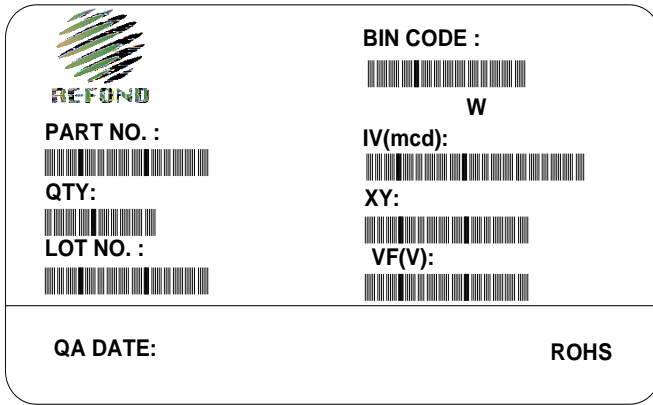 REFOND
PART NO. :
QTY:
LOT NO. :
BIN CODE :
W
IV(mcd):
XY:
VF(V):
QA DATE:
ROHS